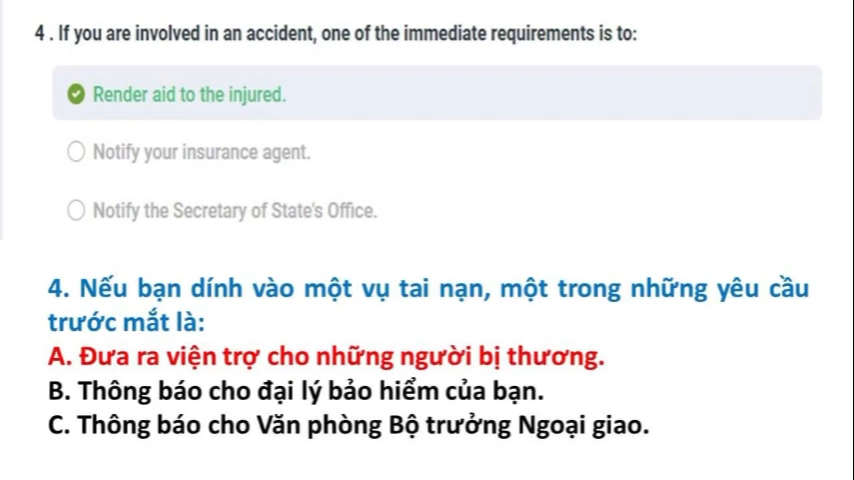 4 . If you are involved in an accident, one of the immediate requirements is to:
Render aid to the injured.
Notify your insurance agent.
Notify the Secretary of State's Office.
4. Nếu bạn dính vào một vụ tai nạn, một trong những yêu cầu
trước mắt là:
A. Đưa ra viện trợ cho những người bị thương.
B. Thông báo cho đại lý bảo hiểm của bạn.
C. Thông báo cho Văn phòng Bộ trưởng Ngoại giao.